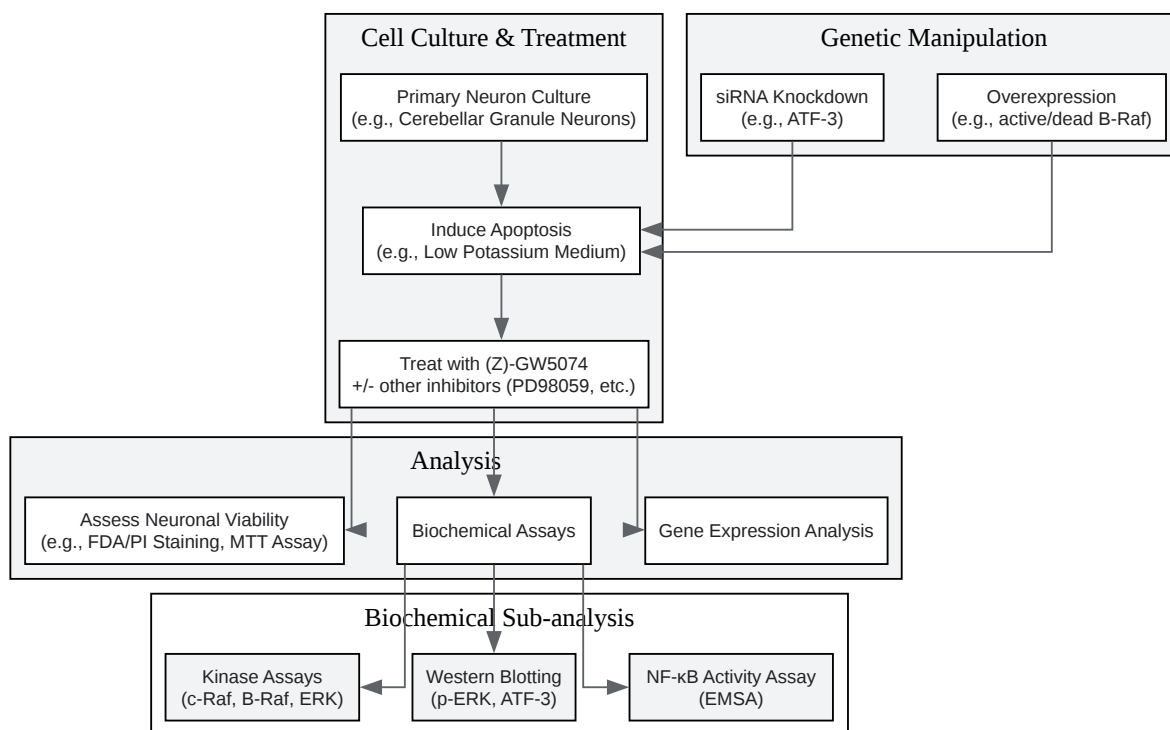 Cell Culture & Treatment
Primary Neuron Culture
(e.g., Cerebellar Granule Neurons)
Induce Apoptosis
(e.g., Low Potassium Medium)
Treat with (Z)-GW5074
+/- other inhibitors (PD98059, etc.)
Genetic Manipulation
siRNA Knockdown
(e.g., ATF-3)
Overexpression
(e.g., active/dead B-Raf)
Analysis
Assess Neuronal Viability
(e.g., FDA/PI Staining, MTT Assay)
Biochemical Assays
Gene Expression Analysis
Biochemical Sub-analysis
Kinase Assays
(c-Raf, B-Raf, ERK)
Western Blotting
(p-ERK, ATF-3)
NF-κB Activity Assay
(EMSA)